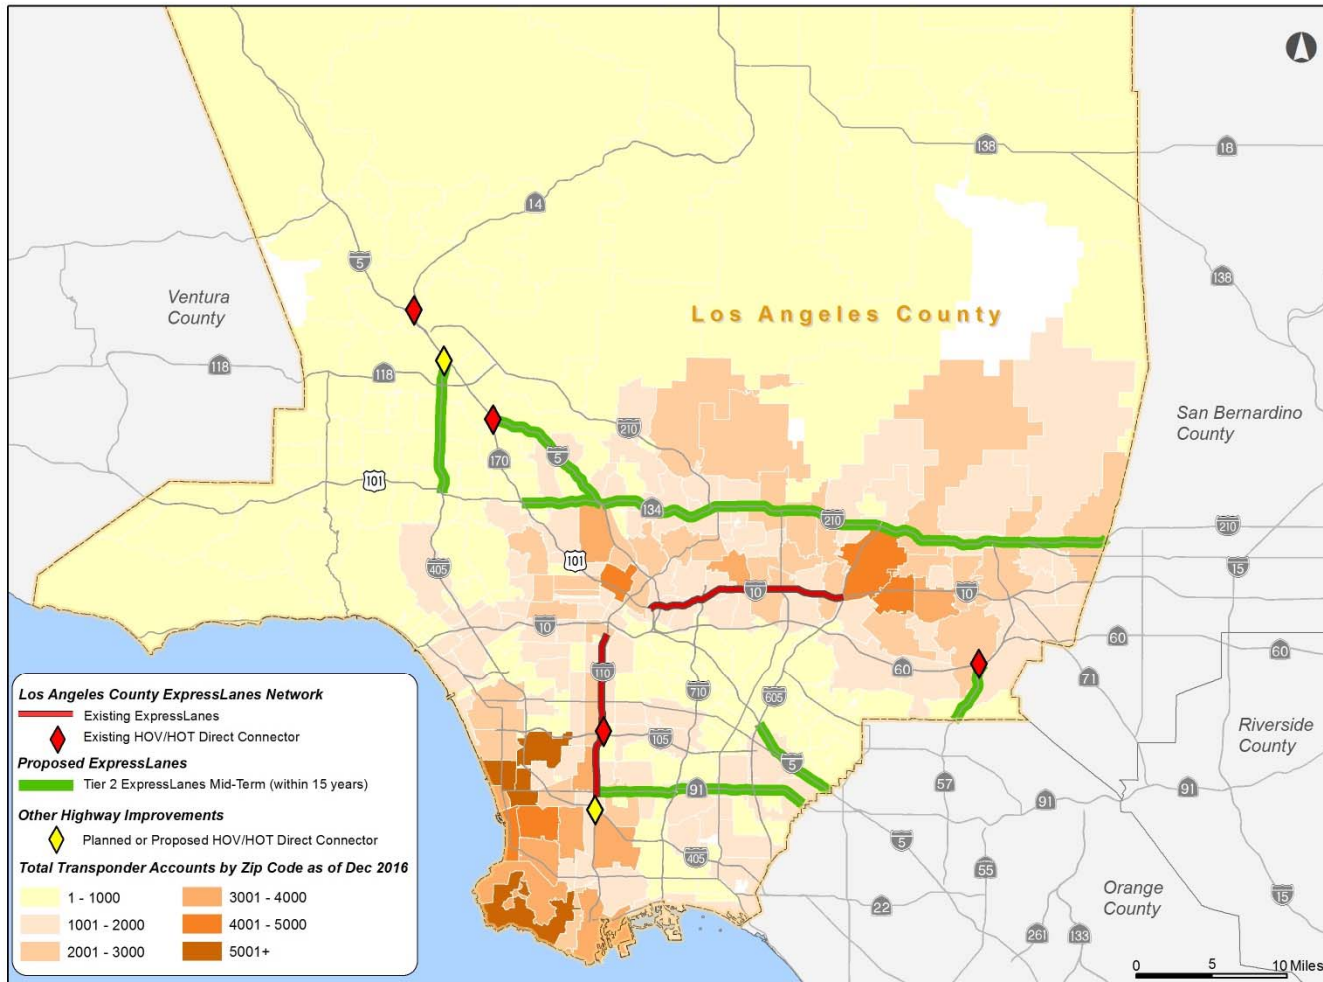 138
18
14
5
138
Ventura
County
Los Angeles County
118
118
San Bernardino
County
210
5
170
101
134
210
210
101
405
10
10
15
10
60
60
60
110
71
710
605
Riverside
County
105
5
57
91
91
91
5
405
55
Orange
County
22
15
261
133
Los Angeles County ExpressLanes Network
Existing ExpressLanes
Existing HOV/HOT Direct Connector
Proposed ExpressLanes
Tier 2 ExpressLanes Mid-Term (within 15 years)
Other Highway Improvements
Planned or Proposed HOV/HOT Direct Connector
Total Transponder Accounts by Zip Code as of Dec 2016
1 - 1000
3001 - 4000
1001 - 2000
4001 - 5000
2001 - 3000
5001+
0 5 10 Miles